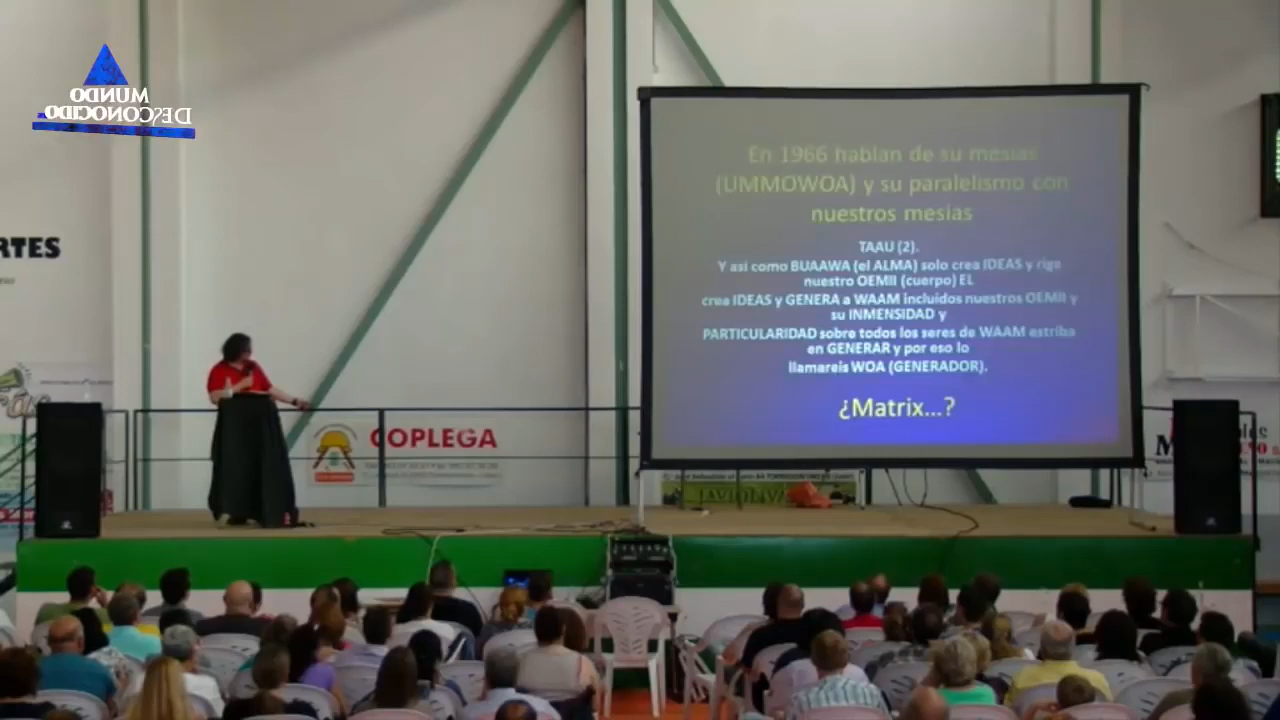 MUNDO
DESCONOCIDO
En 1966 hablan de su mesias
(UMMOWOA) y su paralelismo con
nuestros mesias
TAAU (2).
Y asi como BUAAWA (el ALMA) solo crea IDEAS y rige
nuestro OEMII (cuerpo) EL
crea IDEAS y GENERA a WAAM incluidos nuestros OEMII y
su INMENSIDAD y
PARTICULARIDAD sobre todos los seres de WAAM estriba
en GENERAR y por eso lo
llamareis WOA (GENERADOR).
¿Matrix...?
RTES
COPLEGA